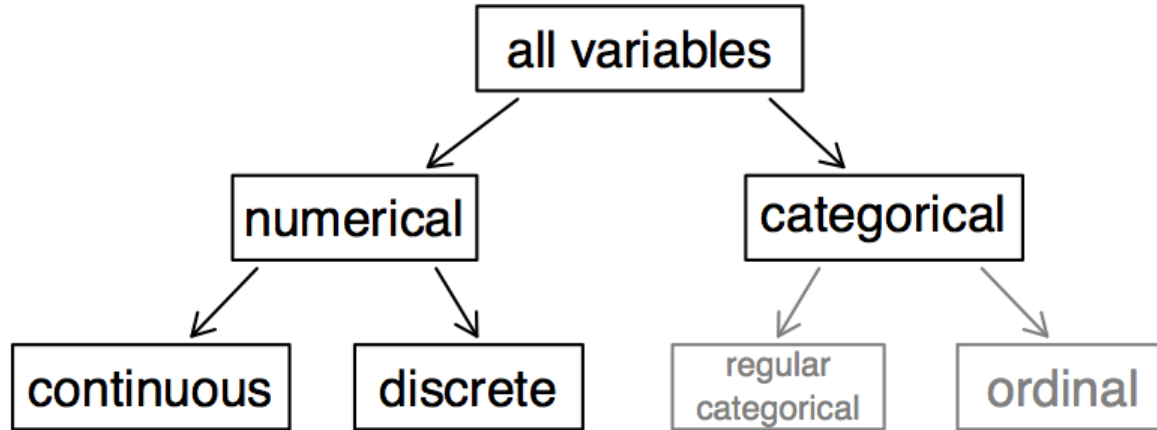 all variables
numerical
categorical
continuous
discrete
regular
categorical
ordinal